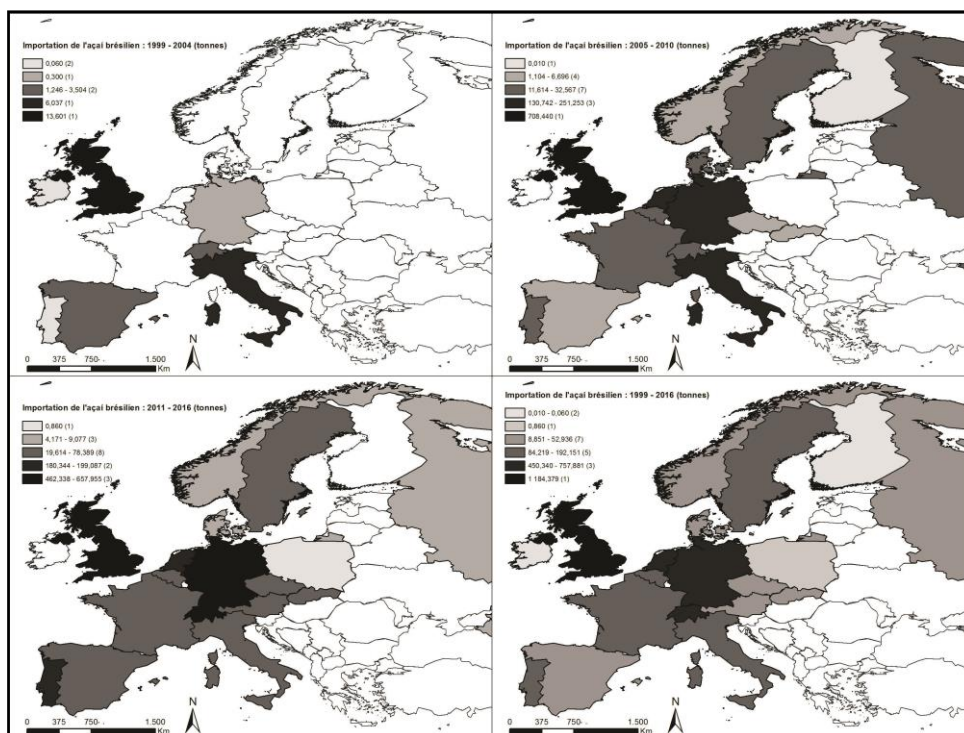 Importation de l'açai brésilien : 1999 - 2004 (tonnes)
0,060 (2)
0,300 (1)
1,246 - 3,504 (2)
6,037 (1)
13,601 (1)
N
0 375 750 1.500
Km
Importation de l'açai brésilien : 2005 - 2010 (tonnes)
0,010 (1)
1,104 - 6,696 (4)
11,614 - 32,567 (7)
130,742 - 251,253 (3)
708,440 (1)
N
0 375 750 1.500
Km
Importation de l'açai brésilien : 2011 - 2016 (tonnes)
0,860 (1)
4,171 - 9,077 (3)
19,614 - 78,389 (8)
180,344 - 199,087 (2)
462,338 - 657,955 (3)
N
0 375 750 1.500
Km
Importation de l'açai brésilien : 1999 - 2016 (tonnes)
0,010 - 0,060 (2)
0,860 (1)
8,851 - 52,936 (7)
84,219 - 192,151 (5)
450,340 - 757,881 (3)
1 184,379 (1)
N
0 375 750 1.500
Km